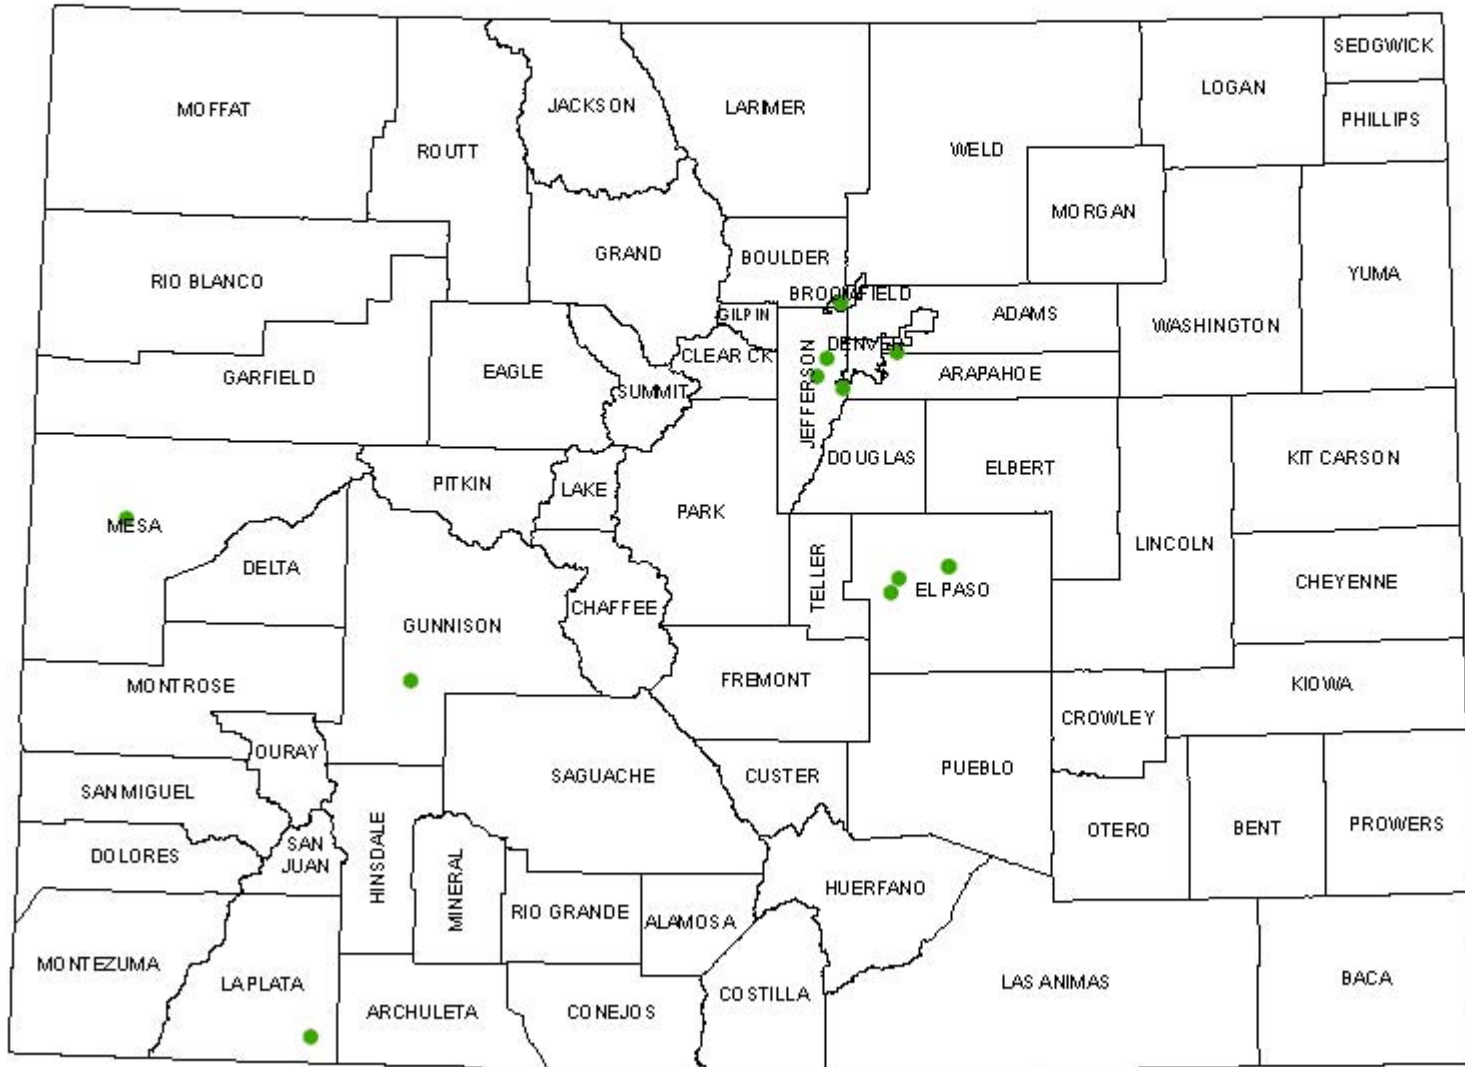 SEDGWICK
LOGAN
MOFFAT
JACKSON
LARIMER
PHILLIPS
ROUTT
WELD
MORGAN
GRAND
BOULDER
YUMA
RIO BLANCO
BROOMFIELD
GILPIN
ADAMS
WASHINGTON
CLEAR CK
DENVER
GARFIELD
EAGLE
ARAPAHOE
SUMMIT
JEFFERSON
DOUGLAS
ELBERT
KIT CARSON
PITKIN
LAKE
PARK
MESA
LINCOLN
DELTA
TELLER
EL PASO
CHEYENNE
CHAFFEE
GUNNISON
MONTROSE
FREMONT
KIOWA
CROWLEY
OURAY
SAGUACHE
CUSTER
PUEBLO
SAN MIGUEL
OTERO
BENT
PROWERS
DOLORES
SAN
JUAN
HINSDALE
MINERAL
HUERFANO
RIO GRANDE
ALAMOSA
MONTEZUMA
LA PLATA
ARCHULETA
CONEJOS
COSTILLA
LAS ANIMAS
BACA